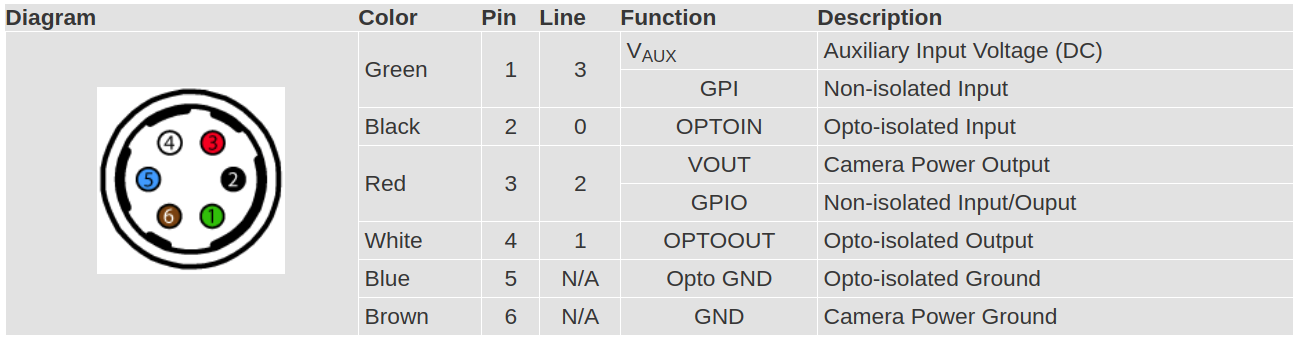 Diagram Color Pin Line Function Description
Green 1 3 VAUX Auxiliary Input Voltage (DC)
GPI Non-isolated Input
Black 2 0 OPTOIN Opto-isolated Input
Red 3 2 VOUT Camera Power Output
GPIO Non-isolated Input/Ouput
White 4 1 OPTOOUT Opto-isolated Output
Blue 5 N/A Opto GND Opto-isolated Ground
Brown 6 N/A GND Camera Power Ground
4 3
5 2
6 1